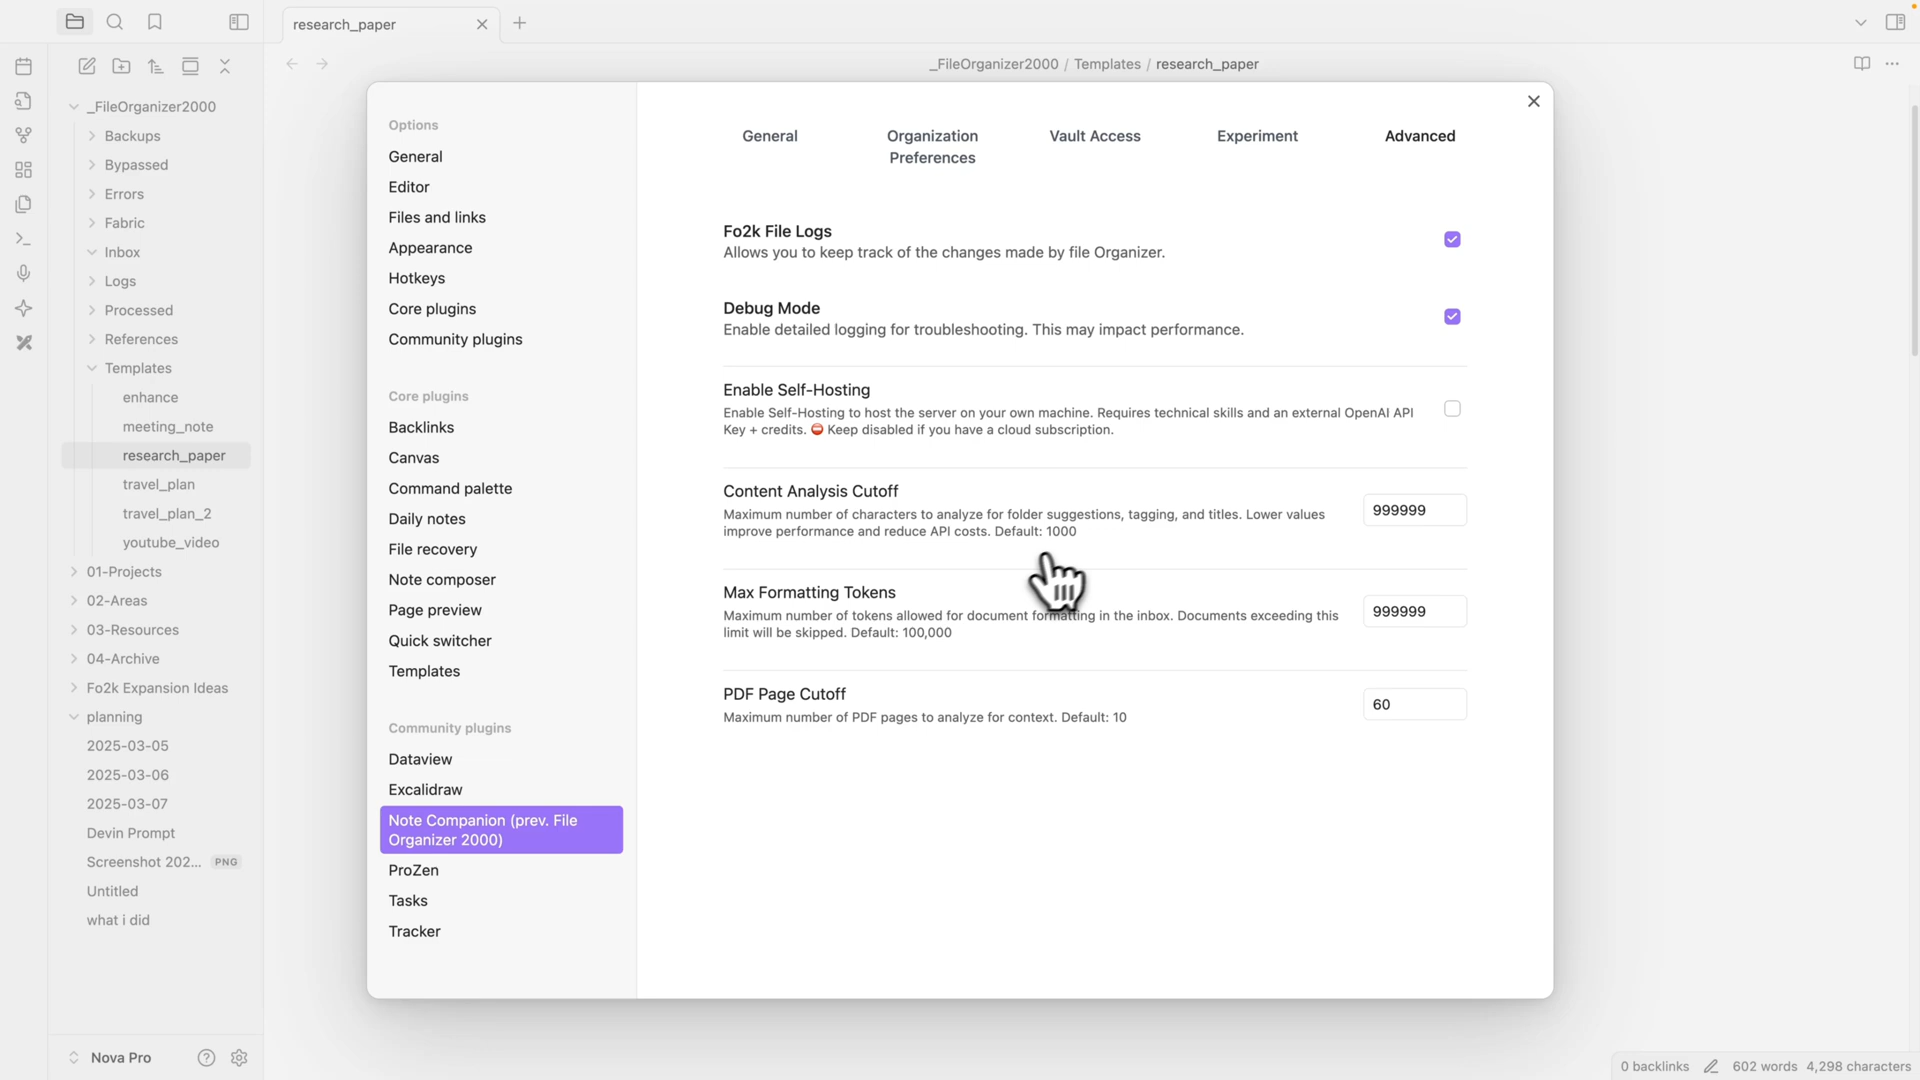 research_paper
_FileOrganizer2000 / Templates / research_paper
_FileOrganizer2000
Backups
Bypassed
Errors
Fabric
Inbox
Logs
Processed
References
Templates
enhance
meeting_note
research_paper
travel_plan
travel_plan_2
youtube_video
01-Projects
02-Areas
03-Resources
04-Archive
Fo2k Expansion Ideas
planning
2025-03-05
2025-03-06
2025-03-07
Devin Prompt
Screenshot 202... PNG
Untitled
what i did
Nova Pro
Options
General
Editor
Files and links
Appearance
Hotkeys
Core plugins
Community plugins
Core plugins
Backlinks
Canvas
Command palette
Daily notes
File recovery
Note composer
Page preview
Quick switcher
Templates
Community plugins
Dataview
Excalidraw
Note Companion (prev. File
Organizer 2000)
ProZen
Tasks
Tracker
General
Organization
Preferences
Vault Access
Experiment
Advanced
Fo2k File Logs
Allows you to keep track of the changes made by file Organizer.
Debug Mode
Enable detailed logging for troubleshooting. This may impact performance.
Enable Self-Hosting
Enable Self-Hosting to host the server on your own machine. Requires technical skills and an external OpenAI API
Key + credits. ⛔ Keep disabled if you have a cloud subscription.
Content Analysis Cutoff
Maximum number of characters to analyze for folder suggestions, tagging, and titles. Lower values
improve performance and reduce API costs. Default: 1000
999999
Max Formatting Tokens
Maximum number of tokens allowed for document formatting in the inbox. Documents exceeding this
limit will be skipped. Default: 100,000
999999
PDF Page Cutoff
Maximum number of PDF pages to analyze for context. Default: 10
60
0 backlinks 602 words 4,298 characters